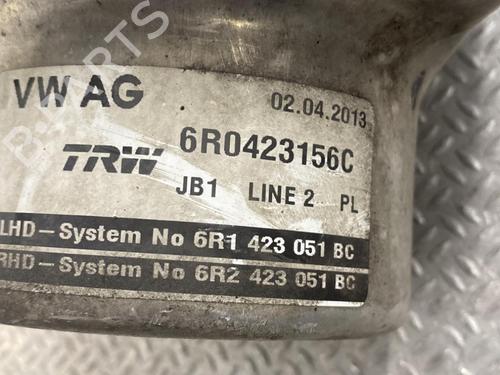 VW AG
02.04.2013
6R0423156C
TRW
JB1 LINE 2 PL
LHD-System No 6R1 423 051 BC
RHD-System No 6R2 423 051 BC